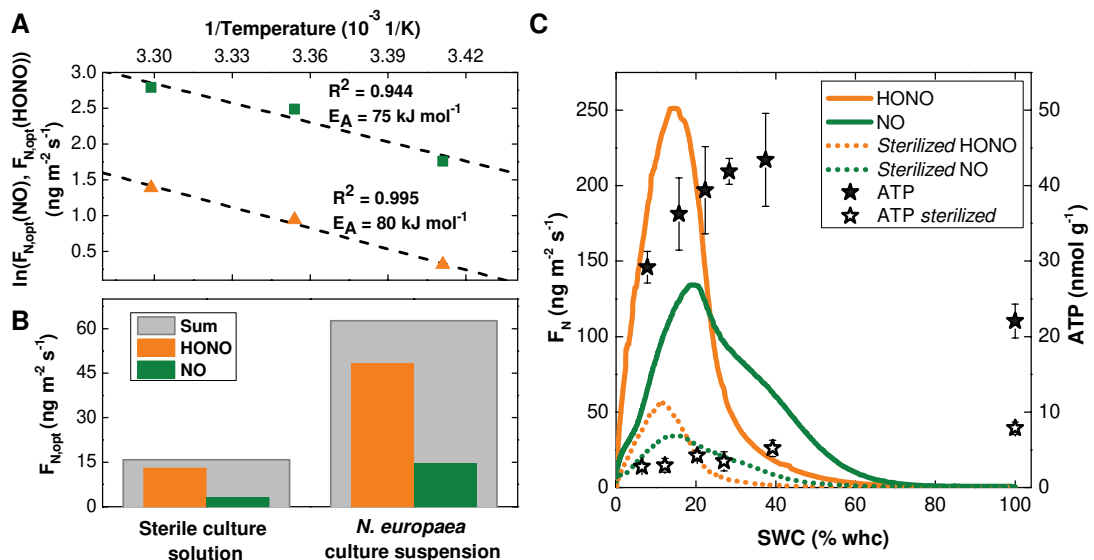 A
1/Temperature (10⁻³ 1/K)
3.30 3.33 3.36 3.39 3.42
ln(F_N,opt(NO), F_N,opt(HONO))
(ng m⁻² s⁻¹)
3.0
2.5
2.0
1.5
1.0
0.5
R² = 0.944
E_A = 75 kJ mol⁻¹
R² = 0.995
E_A = 80 kJ mol⁻¹
B
F_N,opt (ng m⁻² s⁻¹)
60
45
30
15
0
Sum
HONO
NO
Sterile culture
solution
N. europaea
culture suspension
C
F_N (ng m⁻² s⁻¹)
250
200
150
100
50
0
HONO
NO
Sterilized HONO
Sterilized NO
ATP
ATP sterilized
50
40
30
20
10
0
ATP (nmol g⁻¹)
0 20 40 60 80 100
SWC (% whc)